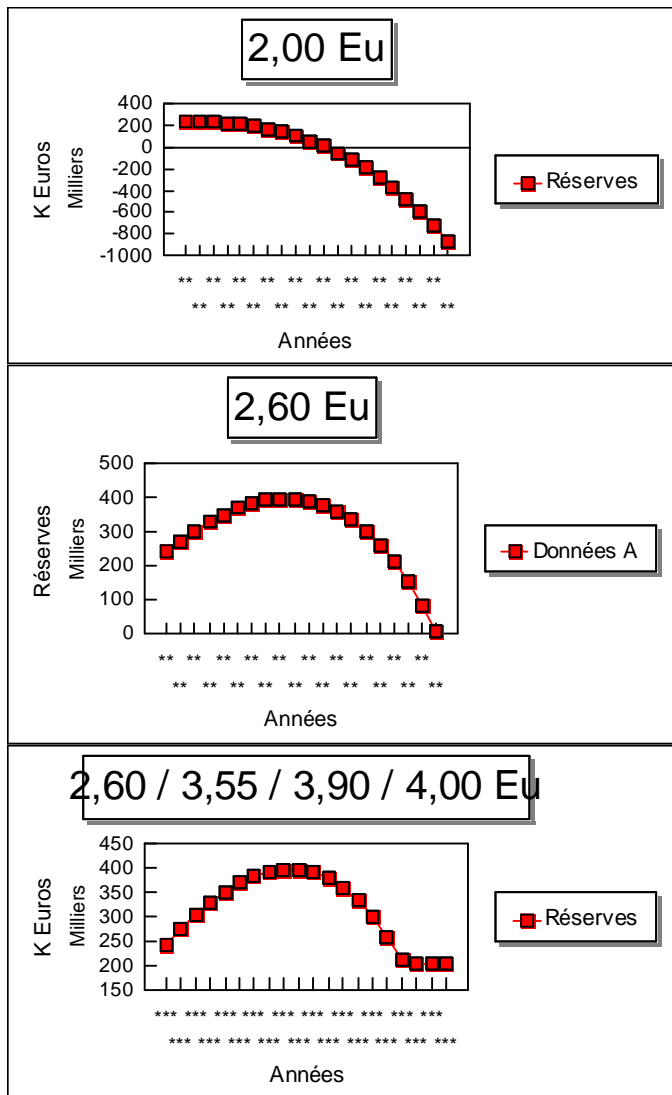 2,00 Eu
400
200
0
-200
-400
-600
-800
-1000
K Euros
Milliers
Réserves
** ** ** ** ** ** ** ** ** **
** ** ** ** ** ** ** ** ** **
Années
2,60 Eu
500
400
300
200
100
0
Réserves
Milliers
Données A
** ** ** ** ** ** ** ** ** **
** ** ** ** ** ** ** ** ** **
Années
2,60 / 3,55 / 3,90 / 4,00 Eu
450
400
350
300
250
200
150
K Euros
Milliers
Réserves
*** *** *** *** *** *** *** *** *** ***
*** *** *** *** *** *** *** *** *** ***
Années